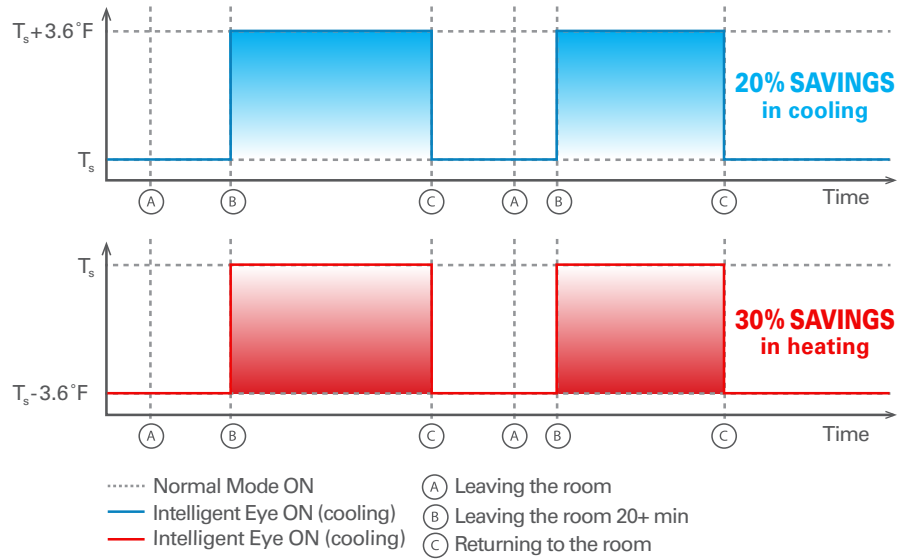 Tₛ+3.6°F
20% SAVINGS
in cooling
Tₛ
Time
A B C A B C
Tₛ
30% SAVINGS
in heating
Tₛ-3.6°F
Time
A B C A B C
Normal Mode ON
Intelligent Eye ON (cooling)
Intelligent Eye ON (cooling)
A Leaving the room
B Leaving the room 20+ min
C Returning to the room